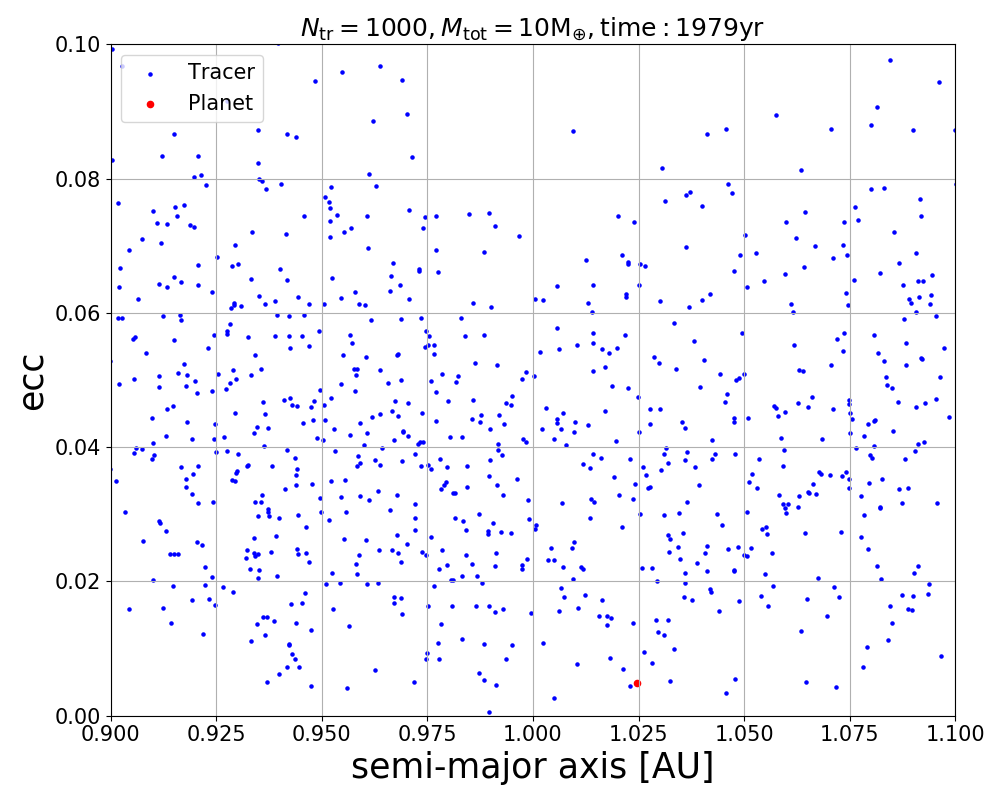 N_tr = 1000, M_tot = 10M_⊕, time : 1979yr
Tracer
Planet
ecc
0.10
0.08
0.06
0.04
0.02
0.00
0.900 0.925 0.950 0.975 1.000 1.025 1.050 1.075 1.100
semi-major axis [AU]